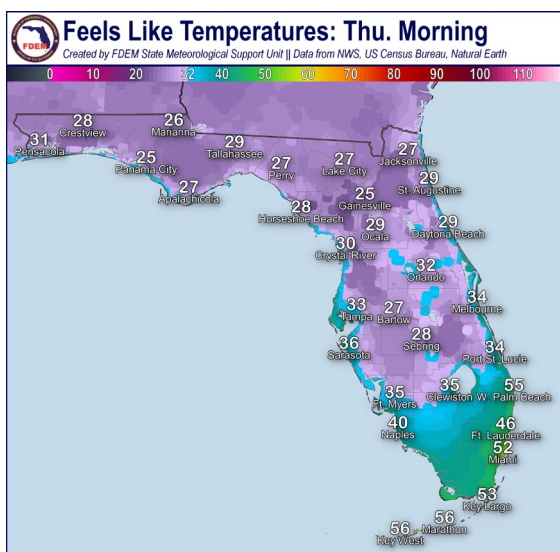 FDEM
Feels Like Temperatures: Thu. Morning
Created by FDEM State Meteorological Support Unit || Data from NWS, US Census Bureau, Natural Earth
0 10 20 32 40 50 60 70 80 90 100 110
28
Crestview
26
Marianna
31
Pensacola
29
Tallahassee
25
Panama City
27
Perry
27
Lake City
27
Jacksonville
27
Apalachicola
29
St. Augustine
25
Gainesville
28
Horseshoe Beach
29
Ocala
29
Daytona Beach
30
Crystal River
32
Orlando
33
Tampa
27
Bartow
34
Melbourne
36
Sarasota
28
Sebring
34
Port St. Lucie
35
Ft. Myers
35
Clewiston
55
W. Palm Beach
40
Naples
46
Ft. Lauderdale
52
Miami
53
Key Largo
56
Marathon
56
Key West